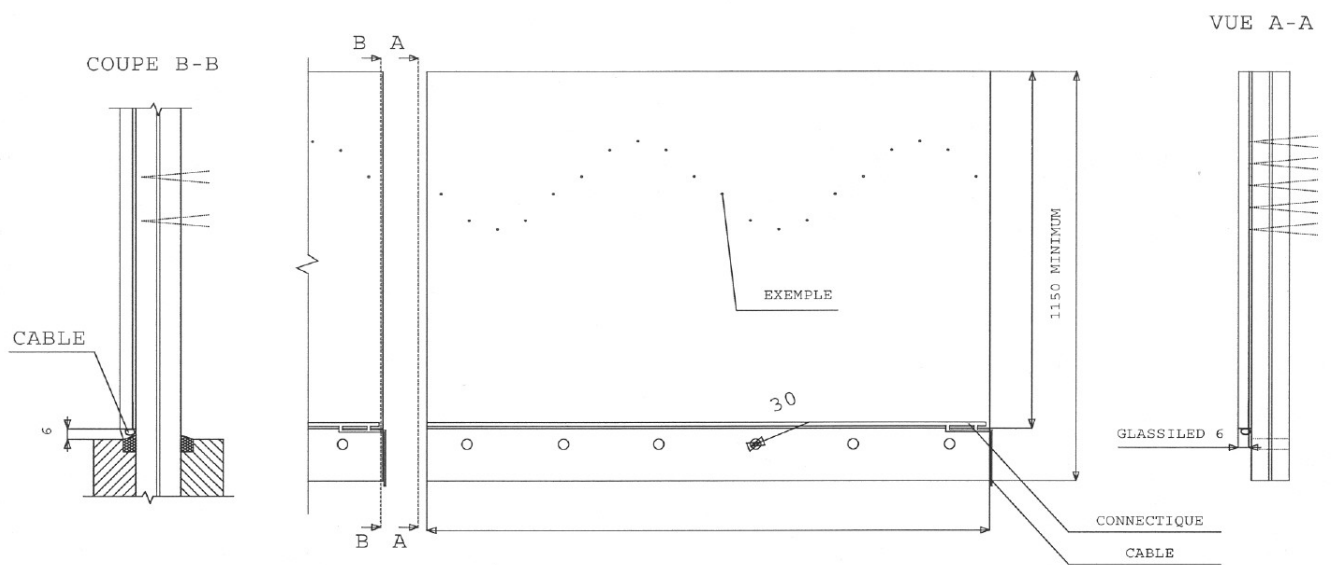 VUE A-A
COUPE B-B
B A
EXEMPLE
1150 MINIMUM
CABLE
6
30
GLASSILED 6
CONNECTIQUE
CABLE
B A